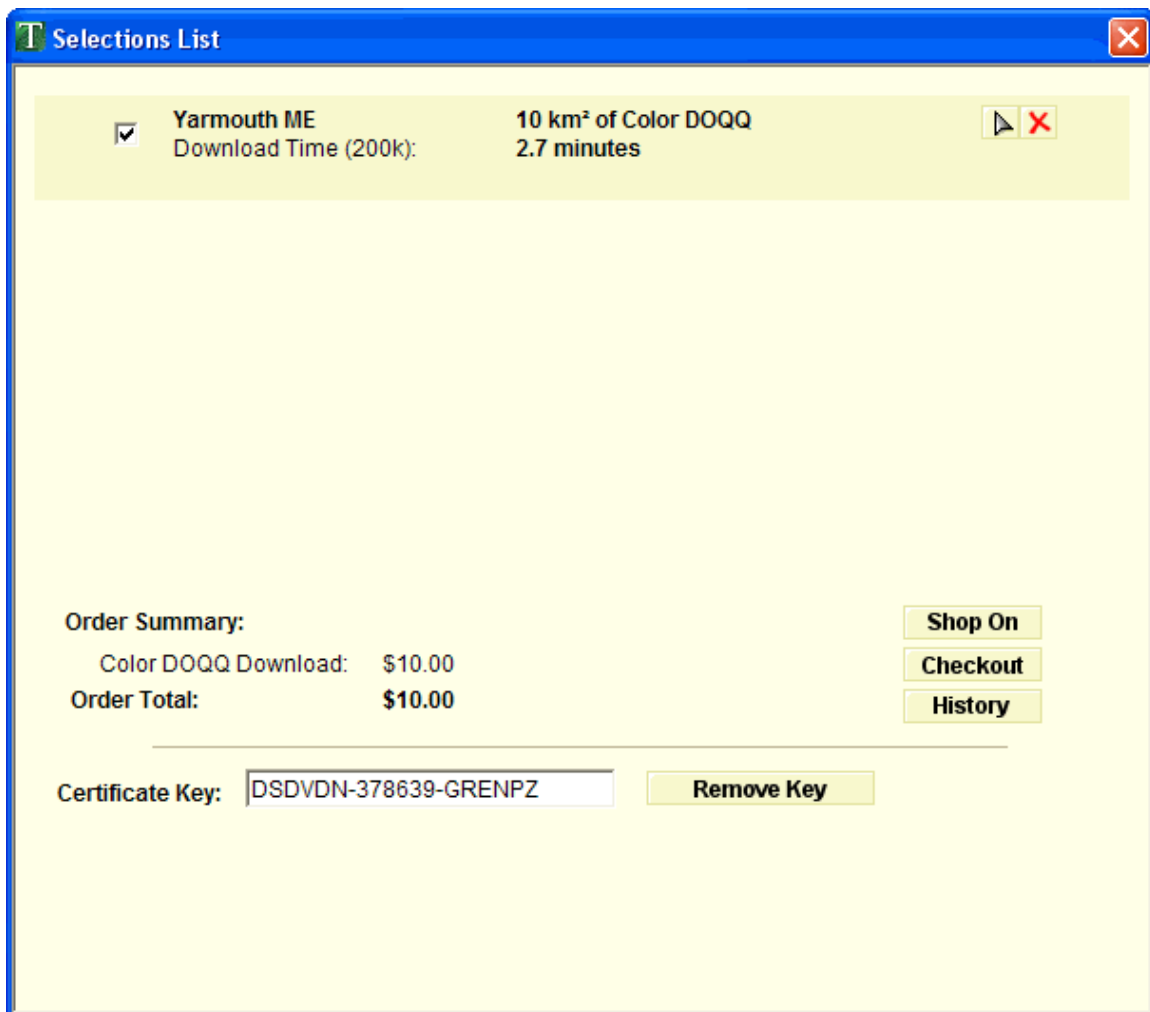 T Selections List
Yarmouth ME 10 km² of Color DOQQ
Download Time (200k): 2.7 minutes
Order Summary:
Shop On
Color DOQQ Download: $10.00
Checkout
Order Total: $10.00
History
Certificate Key: DSDVDN-378639-GRENPZ Remove Key